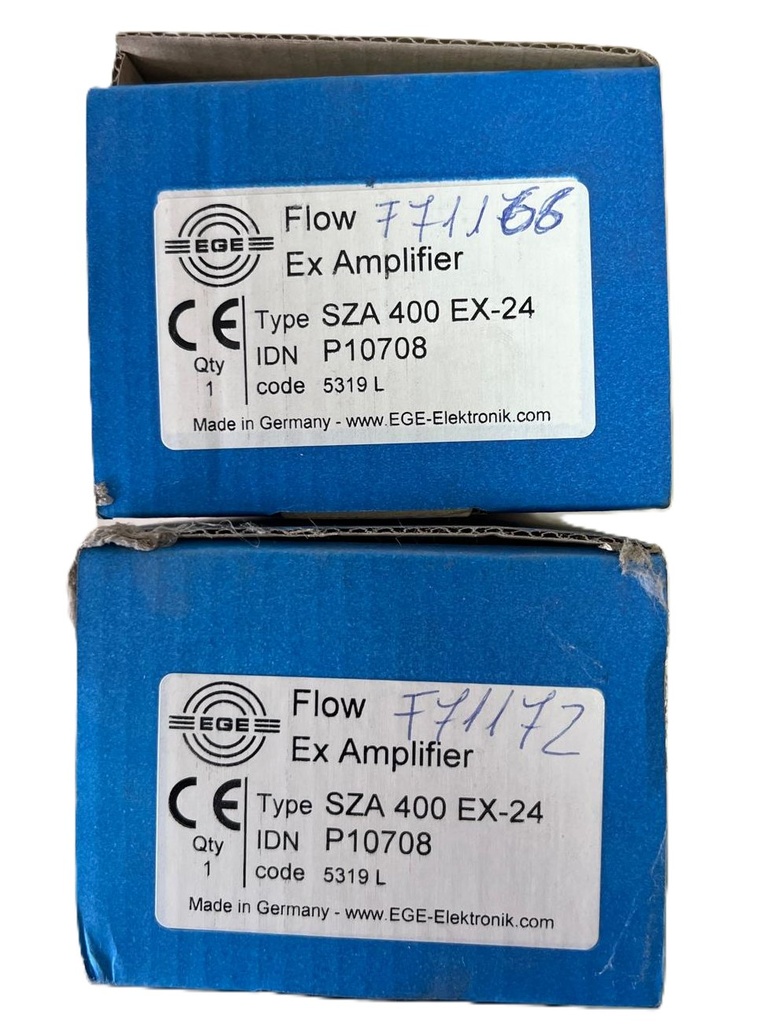 EGE
Flow F71166
Ex Amplifier
CE
Type SZA 400 EX-24
IDN P10708
Qty
1
code 5319 L
Made in Germany - www.EGE-Elektronik.com
EGE
Flow F71172
Ex Amplifier
CE
Type SZA 400 EX-24
IDN P10708
Qty
1
code 5319 L
Made in Germany - www.EGE-Elektronik.com